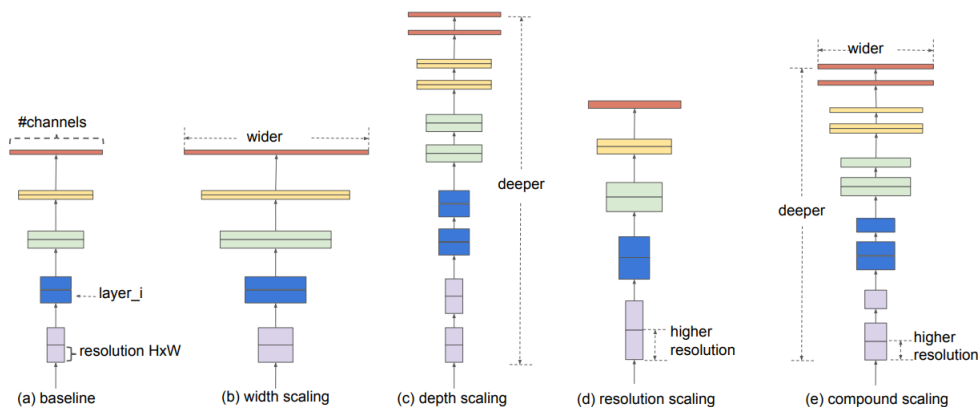 #channels
layer_i
resolution HxW
(a) baseline
wider
(b) width scaling
deeper
(c) depth scaling
higher
resolution
(d) resolution scaling
wider
deeper
higher
resolution
(e) compound scaling